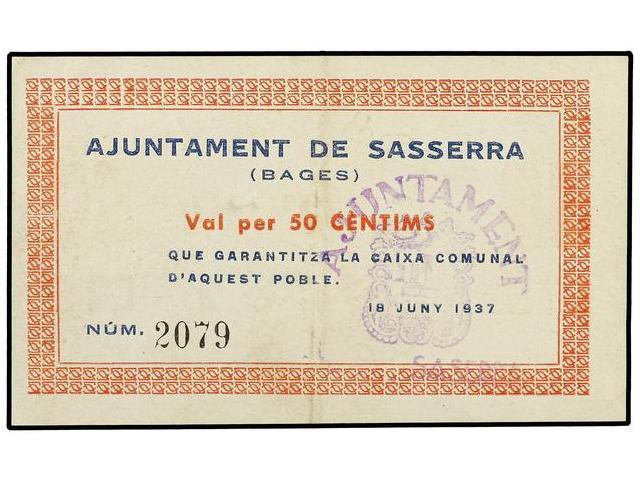 AJUNTAMENT DE SASSERRA
(BAGES)
Val per 50 CÈNTIMS
QUE GARANTITZA LA CAIXA COMUNAL
D'AQUEST POBLE.
18 JUNY 1937
NÚM. 2079
AJUNTAMENT